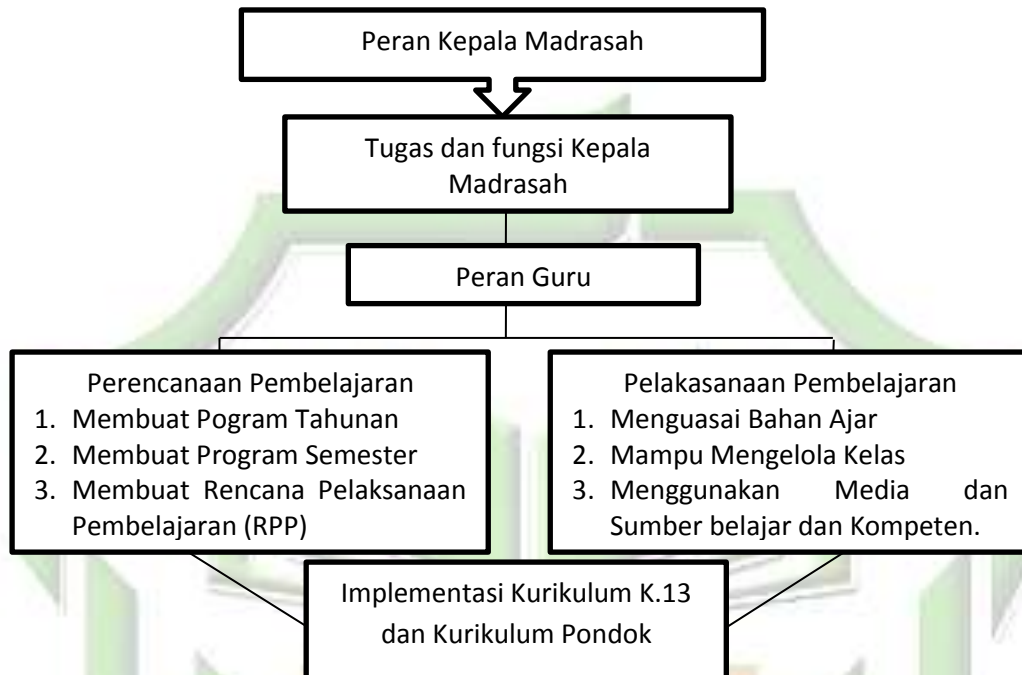 Peran Kepala Madrasah
Tugas dan fungsi Kepala
Madrasah
Peran Guru
Perencanaan Pembelajaran
1. Membuat Pogram Tahunan
2. Membuat Program Semester
3. Membuat Rencana Pelaksanaan
Pembelajaran (RPP)
Pelakasanaan Pembelajaran
1. Menguasai Bahan Ajar
2. Mampu Mengelola Kelas
3. Menggunakan Media dan
Sumber belajar dan Kompeten.
Implementasi Kurikulum K.13
dan Kurikulum Pondok